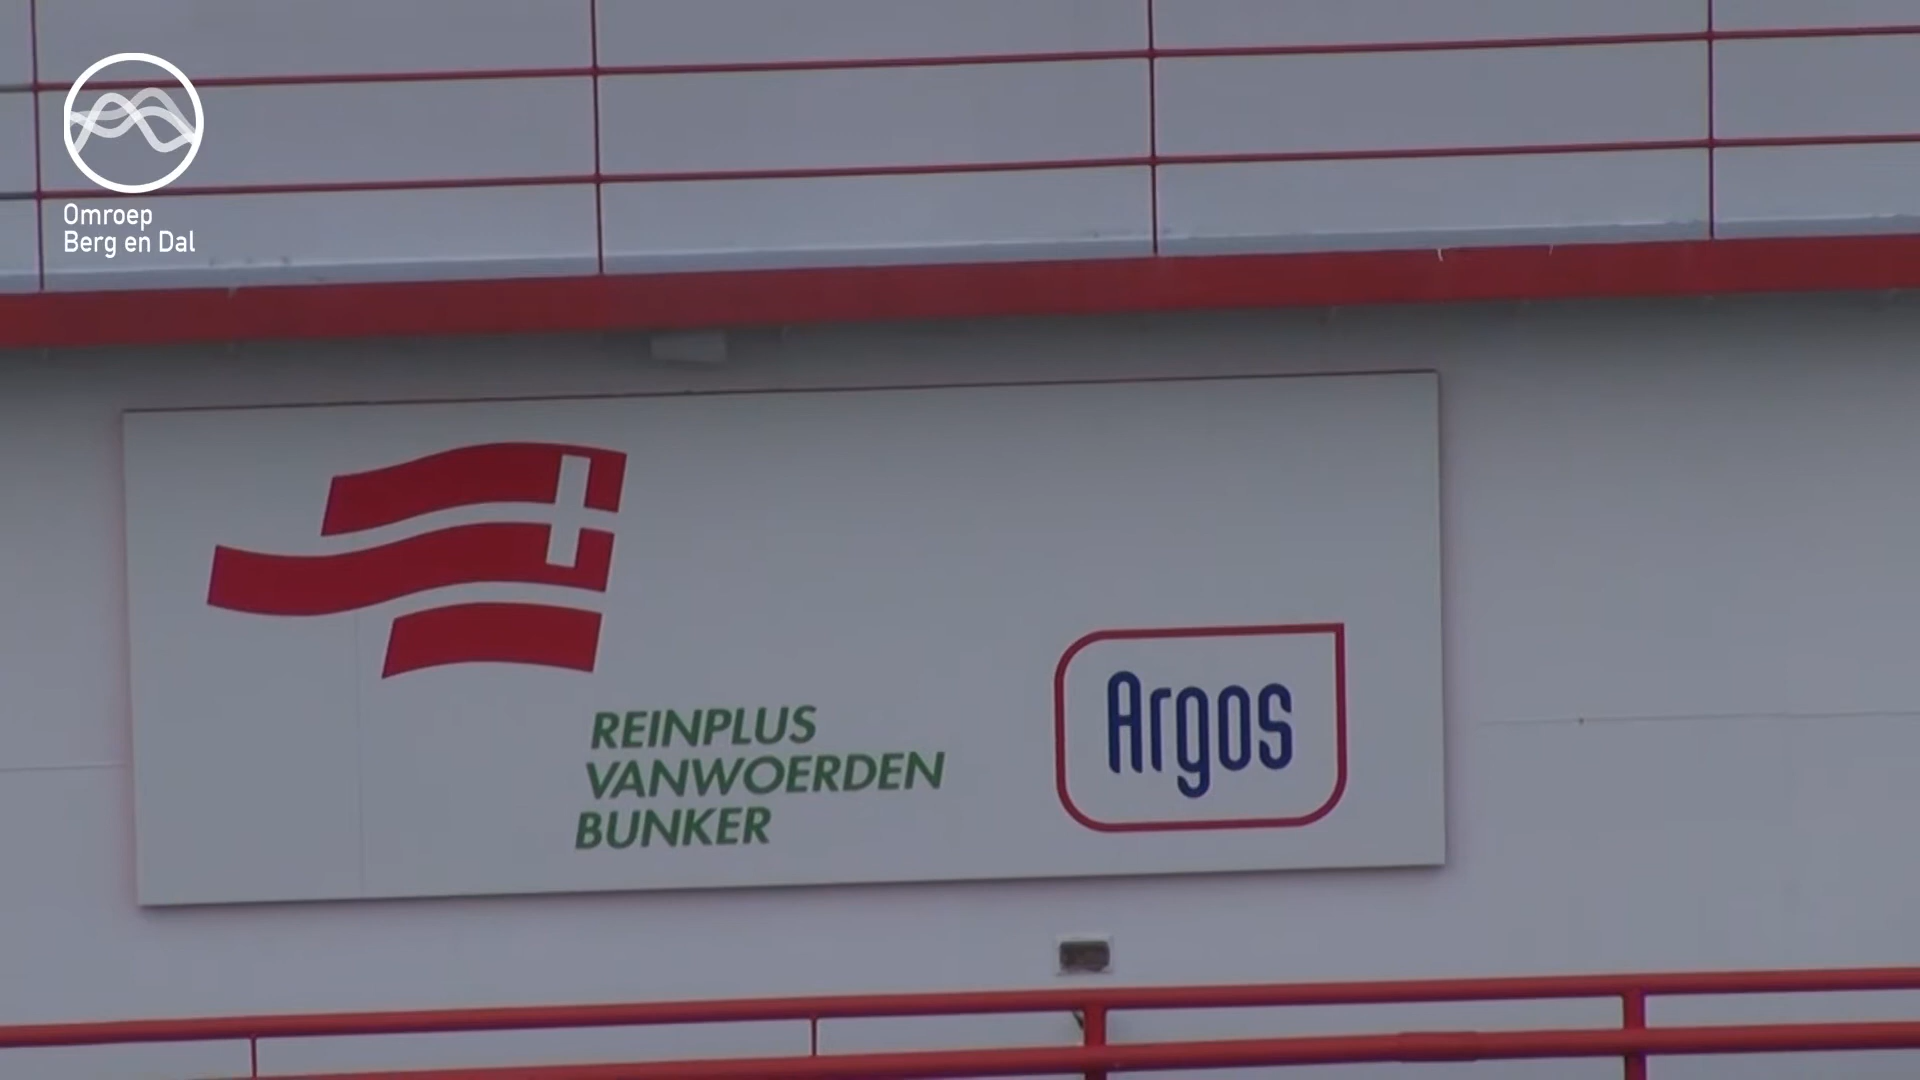 Omroep
Berg en Dal
REINPLUS
VANWOERDEN
BUNKER
Argos